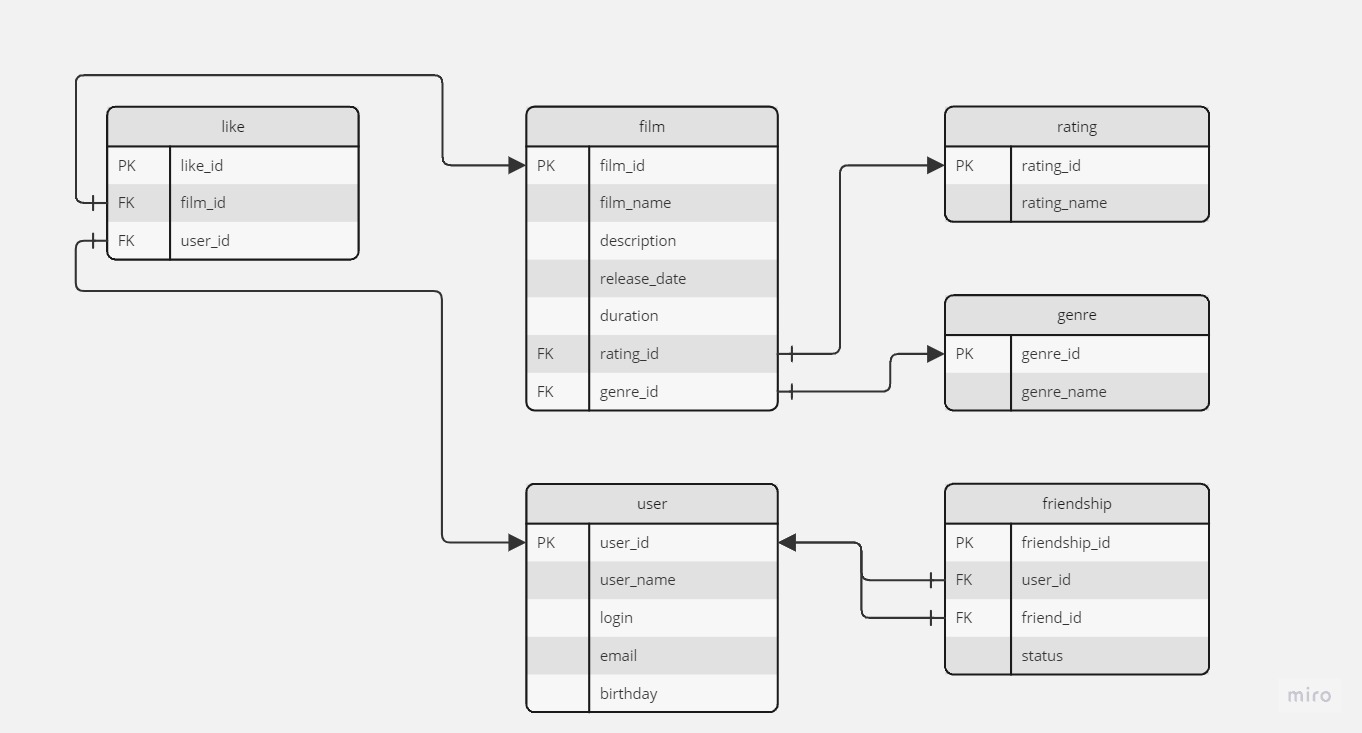 like
PK like_id
FK film_id
FK user_id
film
PK film_id
film_name
description
release_date
duration
FK rating_id
FK genre_id
rating
PK rating_id
rating_name
genre
PK genre_id
genre_name
user
PK user_id
user_name
login
email
birthday
friendship
PK friendship_id
FK user_id
FK friend_id
status
miro